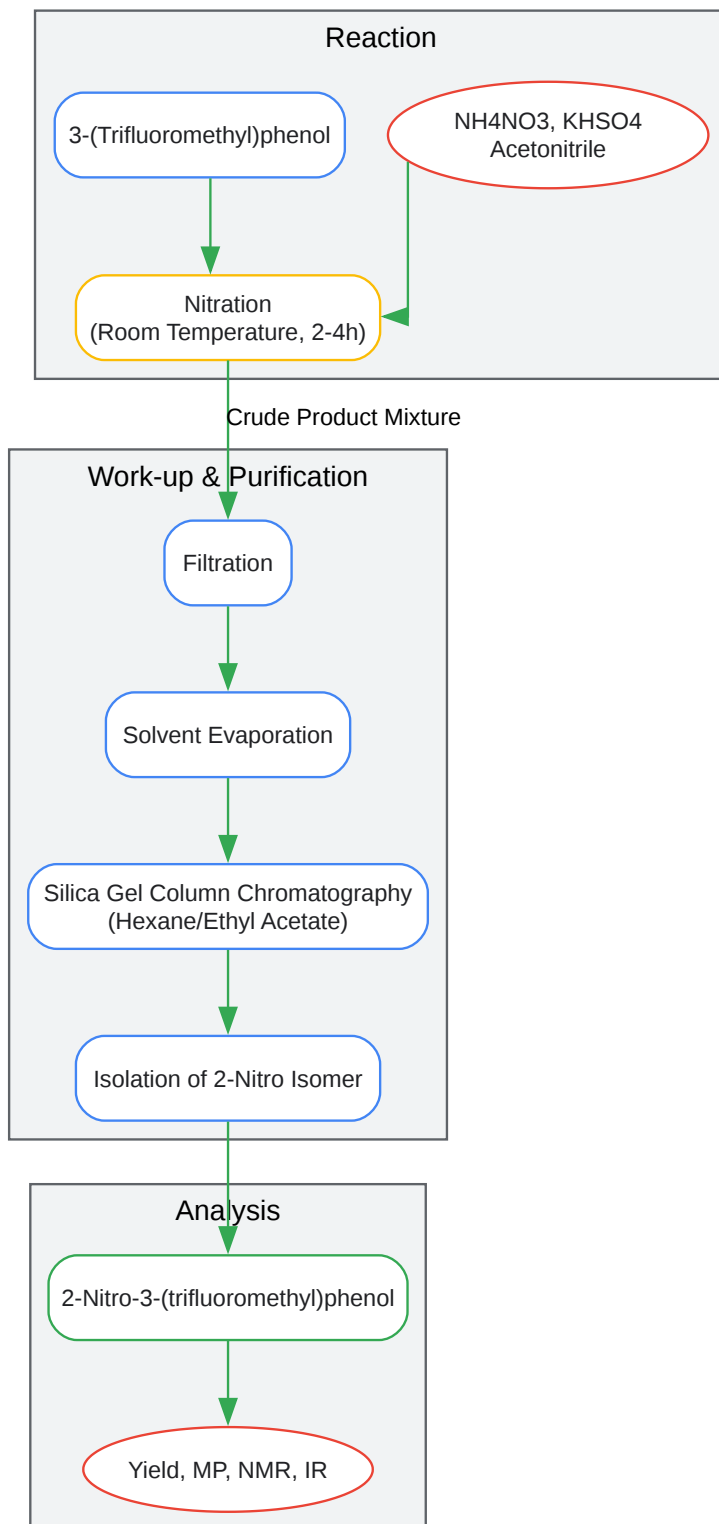 Reaction
3-(Trifluoromethyl)phenol
NH4NO3, KHSO4
Acetonitrile
Nitration
(Room Temperature, 2-4h)
Crude Product Mixture
Work-up & Purification
Filtration
Solvent Evaporation
Silica Gel Column Chromatography
(Hexane/Ethyl Acetate)
Isolation of 2-Nitro Isomer
Analysis
2-Nitro-3-(trifluoromethyl)phenol
Yield, MP, NMR, IR